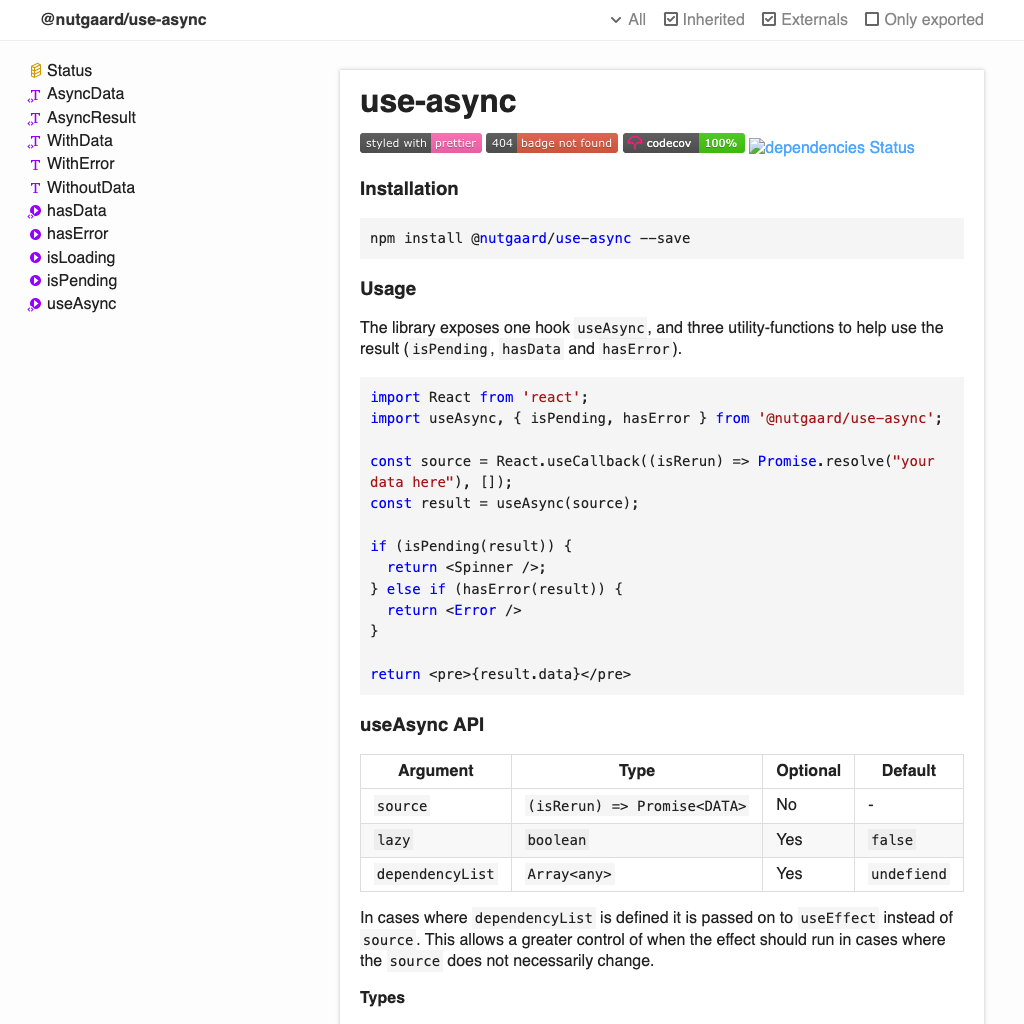 @nutgaard/use-async
All Inherited Externals Only exported
Status
AsyncData
AsyncResult
WithData
WithError
WithoutData
hasData
hasError
isLoading
isPending
useAsync
use-async
styled with prettier 404 badge not found codecov 100% dependencies Status
Installation
npm install @nutgaard/use-async --save
Usage
The library exposes one hook useAsync, and three utility-functions to help use the
result (isPending, hasData and hasError).
import React from 'react';
import useAsync, { isPending, hasError } from '@nutgaard/use-async';
const source = React.useCallback((isRerun) => Promise.resolve("your
data here"), []);
const result = useAsync(source);
if (isPending(result)) {
  return <Spinner />;
} else if (hasError(result)) {
  return <Error />
}
return <pre>{result.data}</pre>
useAsync API
Argument Type Optional Default
source (isRerun) => Promise<DATA> No -
lazy boolean Yes false
dependencyList Array<any> Yes undefiend
In cases where dependencyList is defined it is passed on to useEffect instead of
source. This allows a greater control of when the effect should run in cases where
the source does not necessarily change.
Types